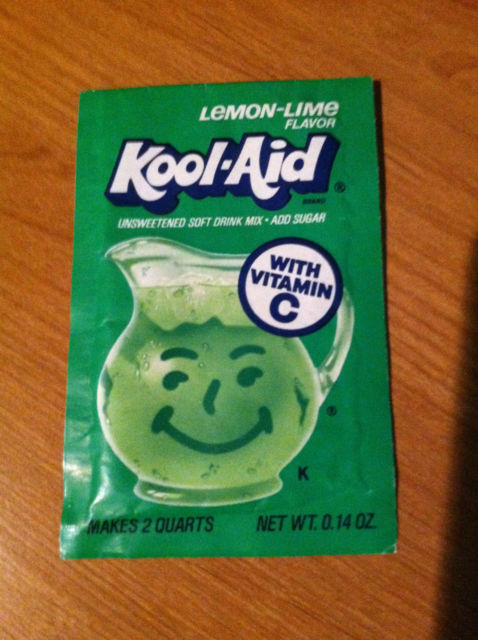 LEMON-LIME
FLAVOR
Kool-Aid®
BRAND
UNSWEETENED SOFT DRINK MIX • ADD SUGAR
WITH
VITAMIN
C
®
K
MAKES 2 QUARTS NET WT. 0.14 OZ.